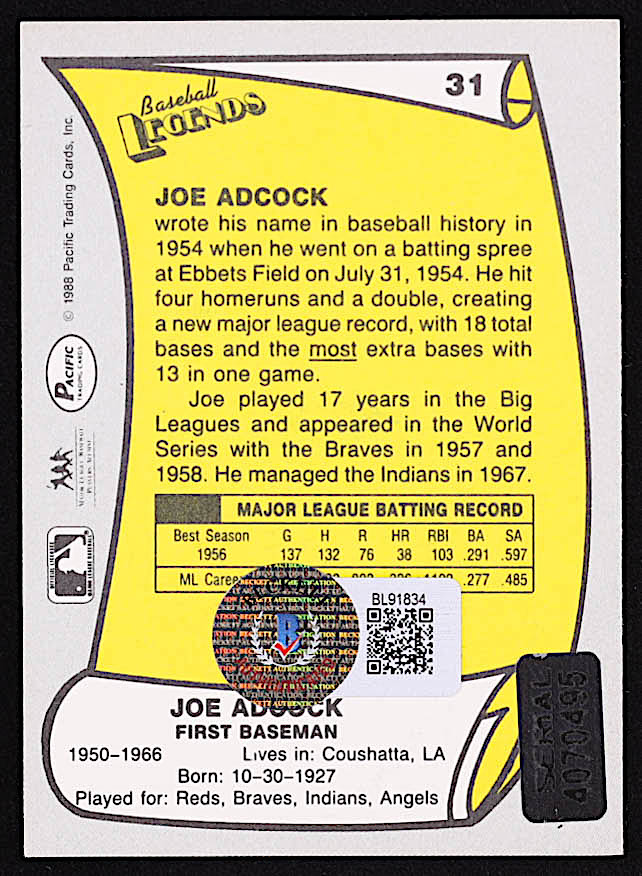 31
Baseball
LEGENDS
© 1988 Pacific Trading Cards, Inc.
PACIFIC
TRADING CARDS
JOE ADCOCK
wrote his name in baseball history in
1954 when he went on a batting spree
at Ebbets Field on July 31, 1954. He hit
four homeruns and a double, creating
a new major league record, with 18 total
bases and the most extra bases with
13 in one game.
Joe played 17 years in the Big
Leagues and appeared in the World
Series with the Braves in 1957 and
1958. He managed the Indians in 1967.
MAJOR LEAGUE BATTING RECORD
Best Season G H R HR RBI BA SA
1956 137 132 76 38 103 .291 .597
ML .277 .485
BL91834
B
JOE ADCOCK
FIRST BASEMAN
1950–1966 Lives in: Coushatta, LA
Born: 10-30–1927
Played for: Reds, Braves, Indians, Angels
SERIAL
4070495